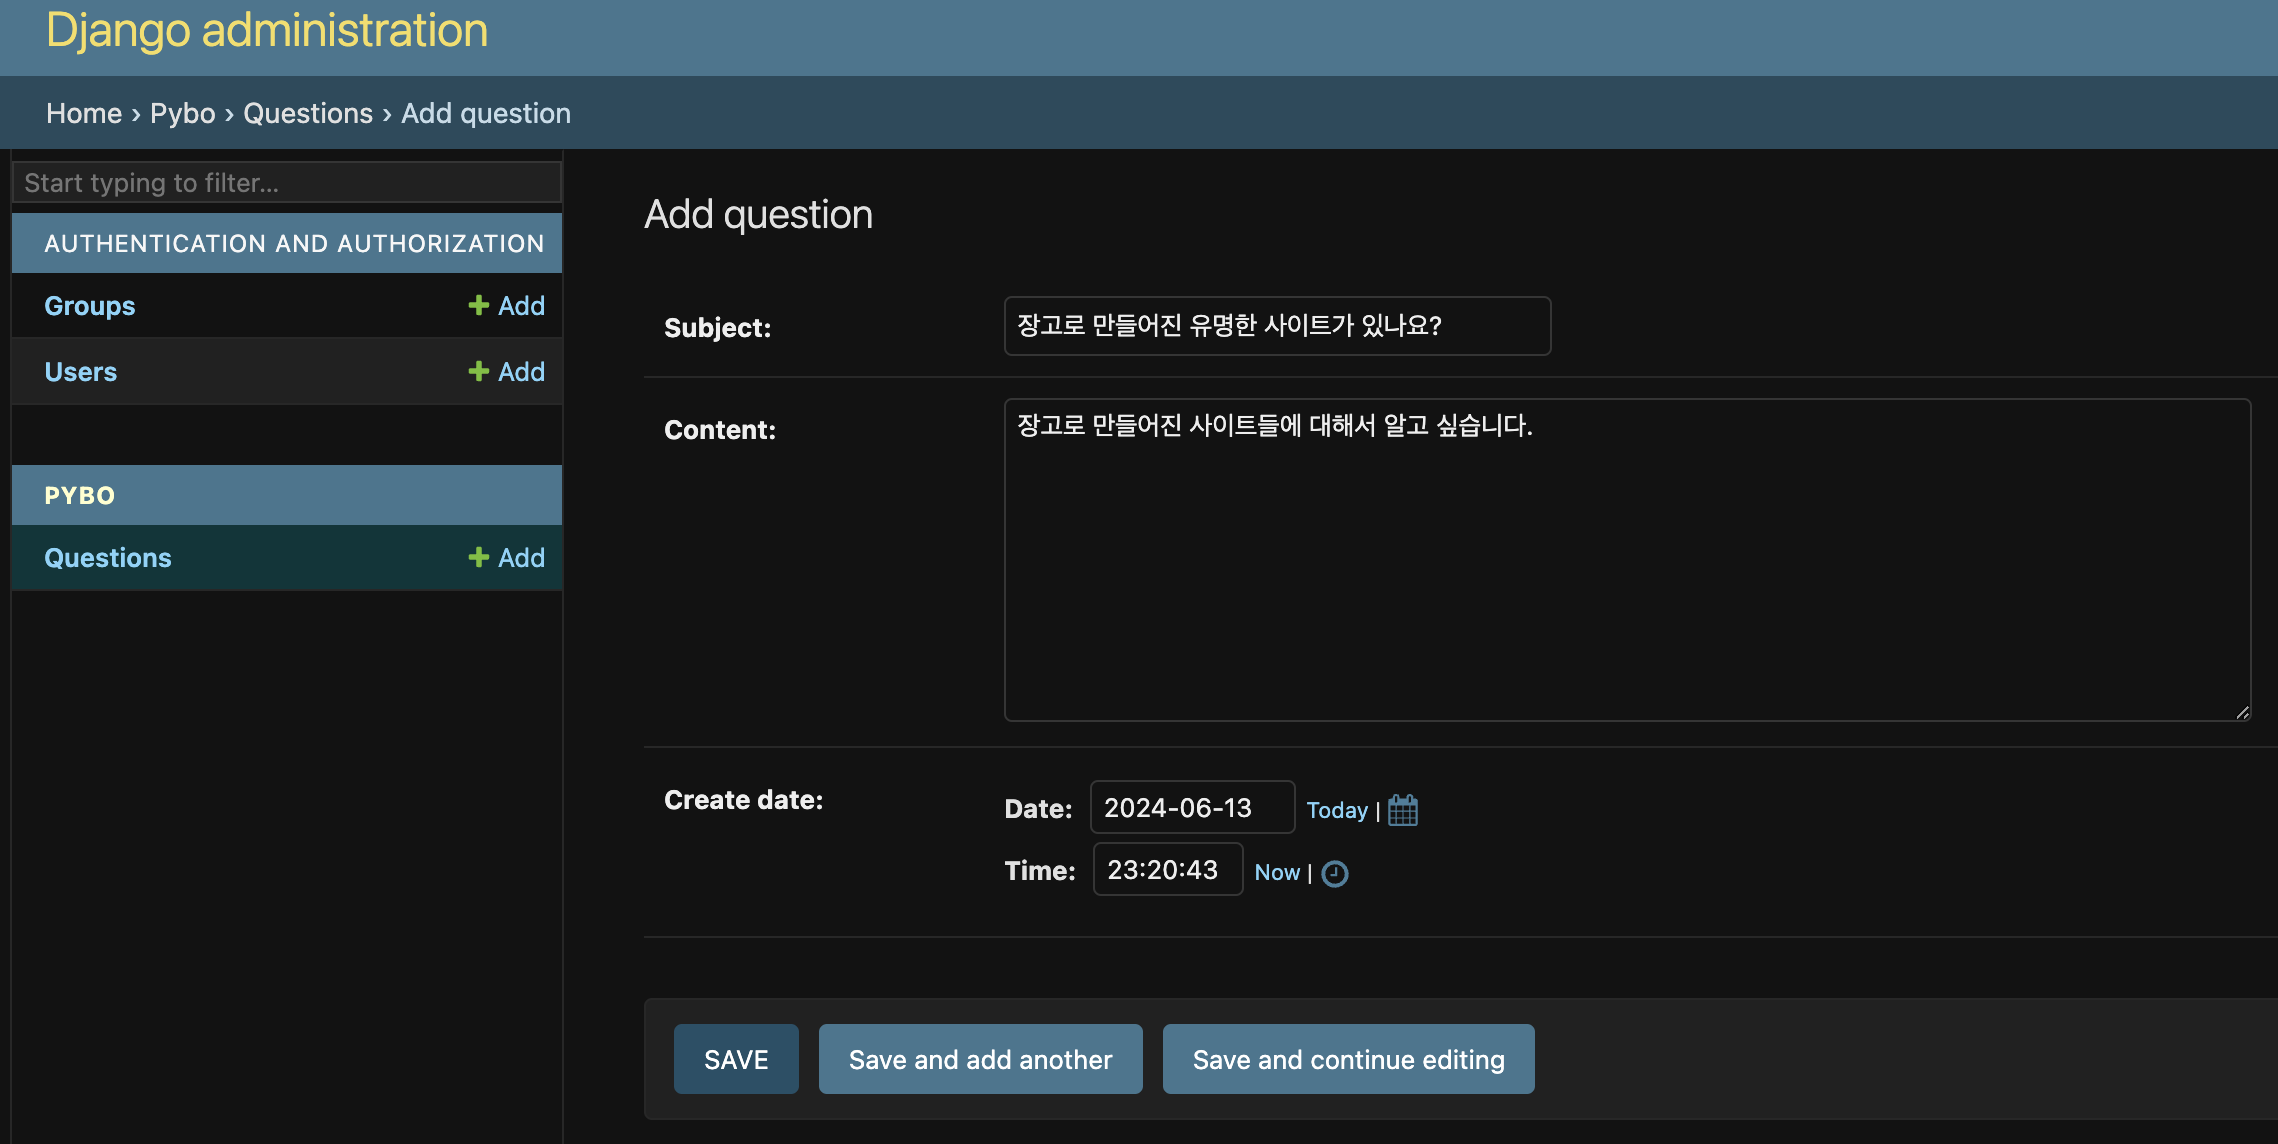 Django administration
Home › Pybo › Questions › Add question
Start typing to filter...
AUTHENTICATION AND AUTHORIZATION
Groups + Add
Users + Add
PYBO
Questions + Add
Add question
Subject: 장고로 만들어진 유명한 사이트가 있나요?
Content: 장고로 만들어진 사이트들에 대해서 알고 싶습니다.
Create date:
Date: 2024-06-13 Today |
Time: 23:20:43 Now |
SAVE Save and add another Save and continue editing